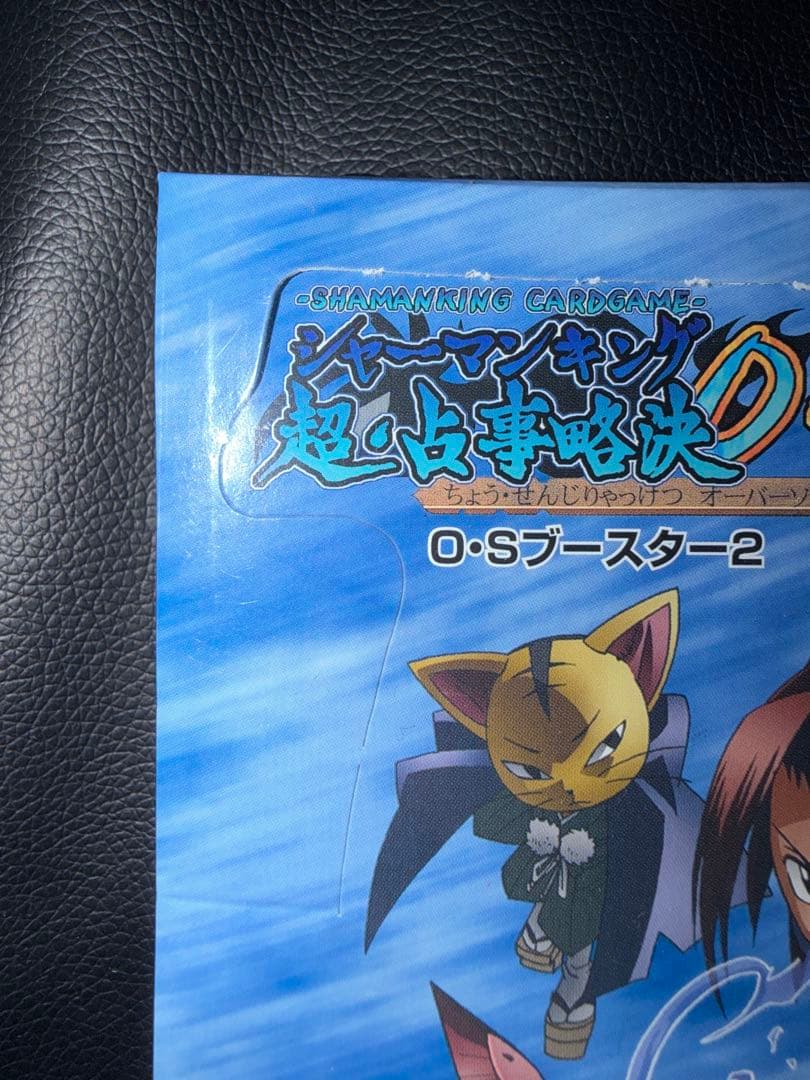 -SHAMANKING CARDGAME-
シャーマンキング
超・占事略決
ちょう・せんじりゃっけつ オーバーソ
O・Sブースター2